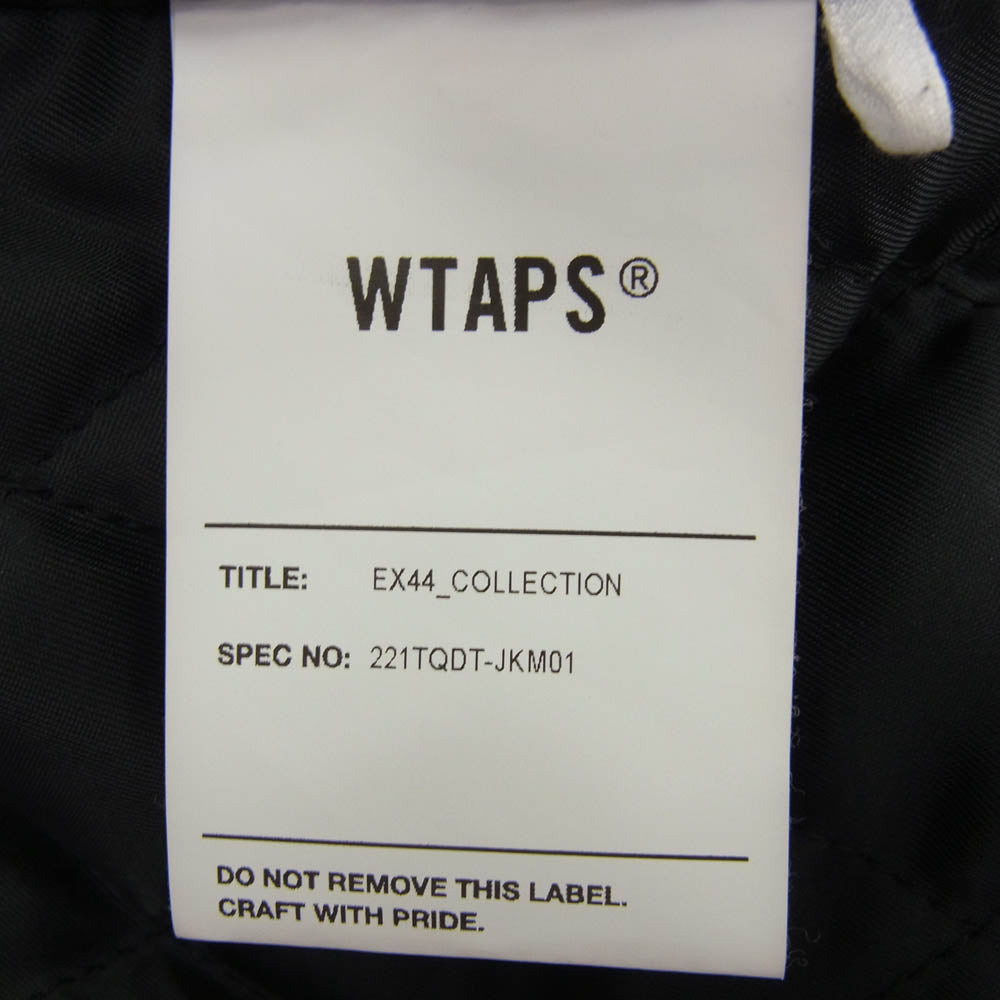 WTAPS®
TITLE: EX44_COLLECTION
SPEC NO: 221TQDT-JKM01
DO NOT REMOVE THIS LABEL.
CRAFT WITH PRIDE.